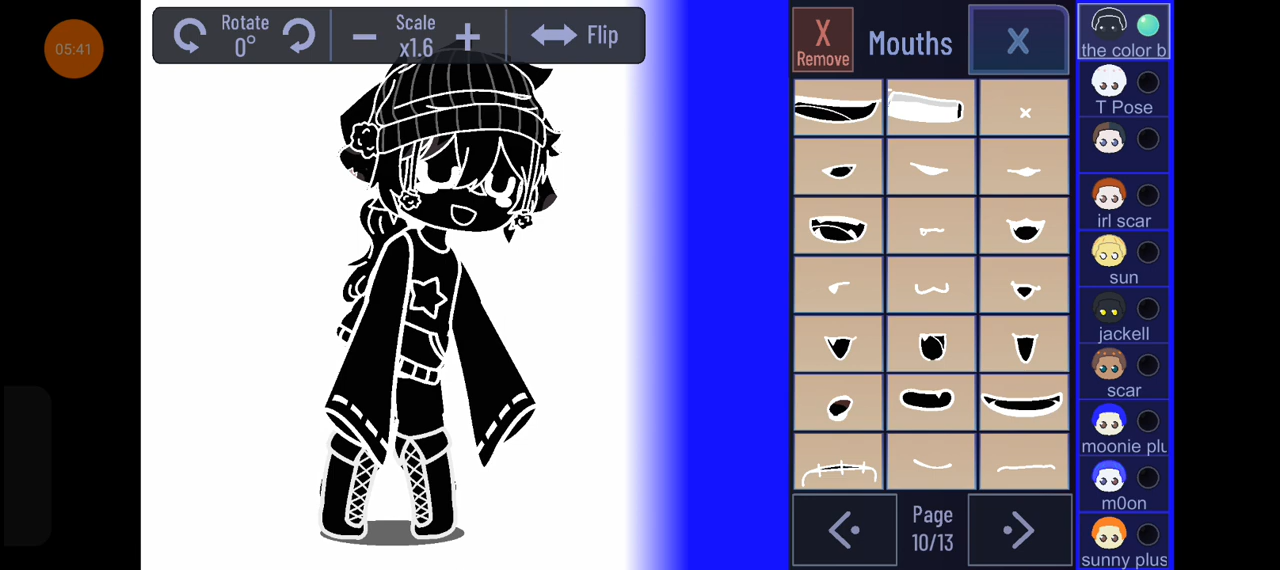 05:41
Rotate
0°
Scale
x1.6
Flip
X
Remove
Mouths
X
the color b
T Pose
irl scar
sun
jackell
scar
moonie plu
m0on
sunny plus
Page
10/13